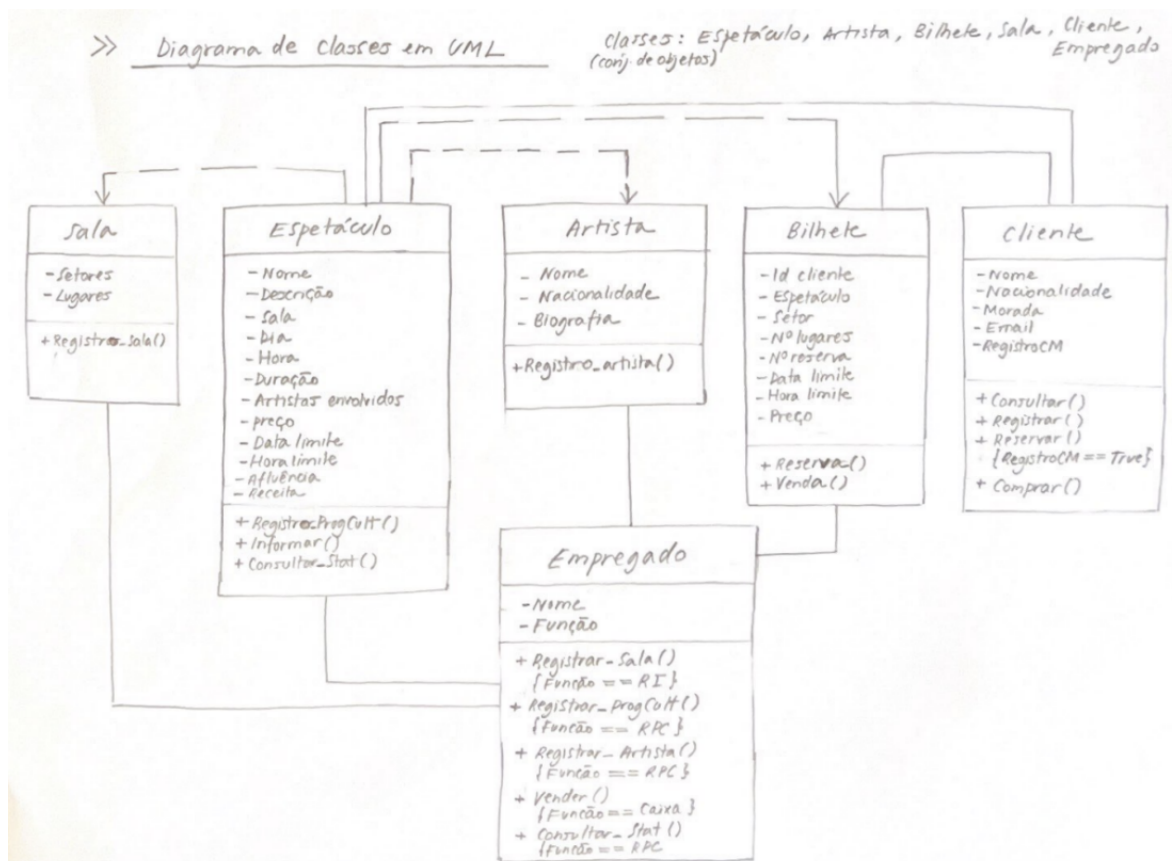 >> Diagrama de Classes em UML
Classes: Espetáculo, Artista, Bilhete, Sala, Cliente,
Empregado
(conj. de objetos)
Sala
- Setores
- Lugares
+ Registro_Sala()
Espetáculo
- Nome
- Descrição
- Sala
- Dia
- Hora
- Duração
- Artistas envolvidos
- preço
- Data limite
- Hora limite
- Afluência
- Receita
+ Registro_ProgCult()
+ Informar()
+ Consultar_Stat()
Artista
- Nome
- Nacionalidade
- Biografia
+ Registro_artista()
Bilhete
- Id cliente
- Espetáculo
- Setor
- Nº lugares
- Nº reserva
- Data limite
- Hora limite
- Preço
+ Reserva()
+ Venda()
Cliente
- Nome
- Nacionalidade
- Morada
- Email
- RegistroCM
+ Consultar()
+ Registrar()
+ Reservar()
{RegistroCM == True}
+ Comprar()
Empregado
- Nome
- Função
+ Registrar_Sala()
{Função == RI}
+ Registrar_ProgCult()
{Função == RPC}
+ Registrar_Artista()
{Função == RPC}
+ Vender()
{Função == Caixa}
+ Consultar_Stat()
{Função == RPC